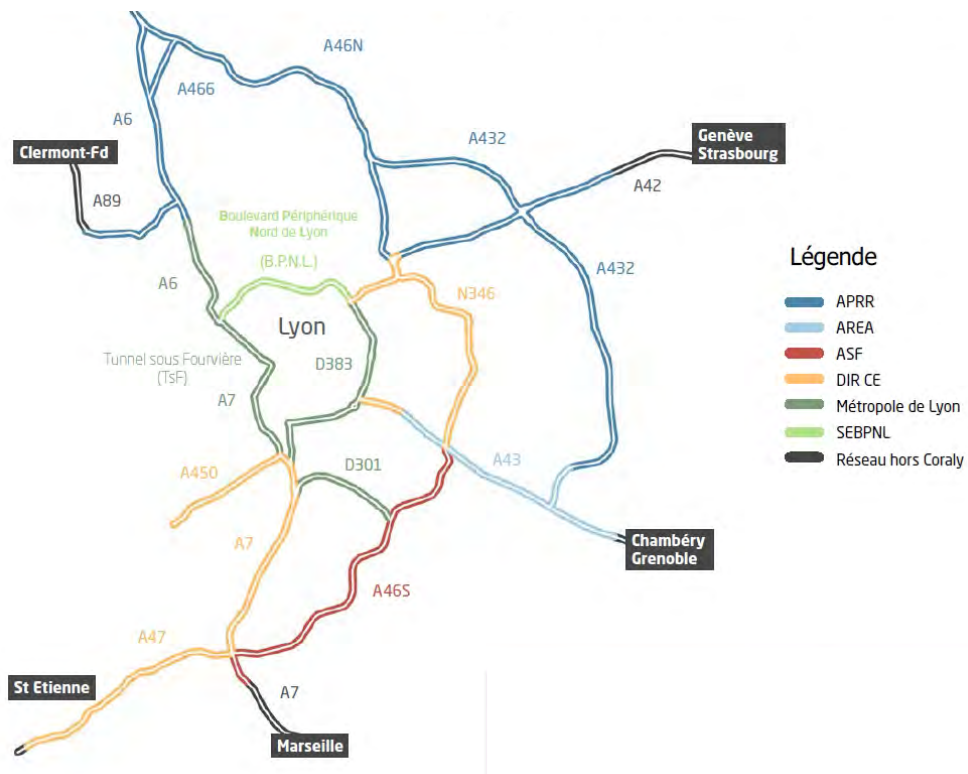 A46N
A466
A6
A432
Clermont-Fd
Genève
Strasbourg
A42
A89
Boulevard Périphérique
Nord de Lyon
(B.P.N.L.)
A6
N346
A432
Légende
Lyon
Tunnel sous Fourvière
(TsF)
D383
A7
APRR
AREA
ASF
DIR CE
Métropole de Lyon
SEBPNL
Réseau hors Coraly
A450
D301
A43
A7
Chambéry
Grenoble
A46S
A47
St Etienne
A7
Marseille